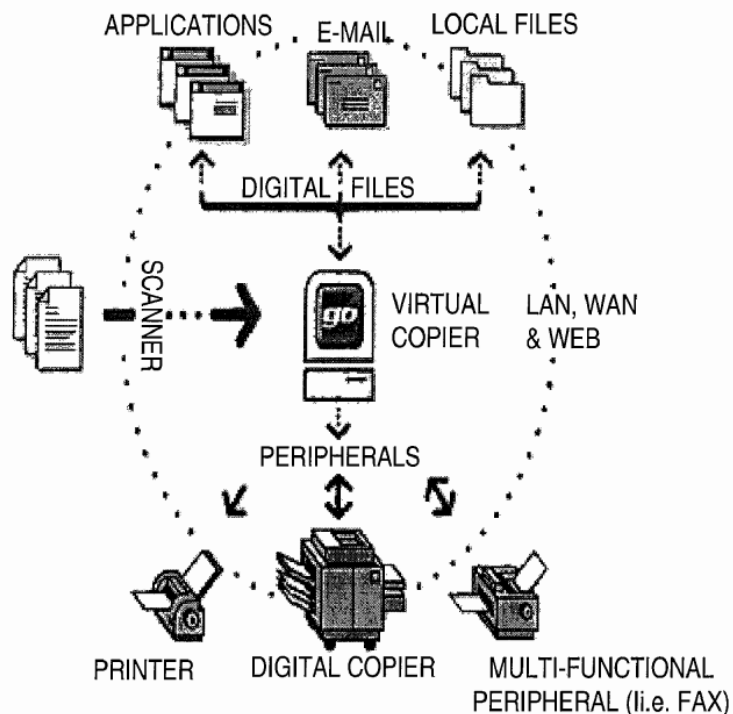 APPLICATIONS
E-MAIL
LOCAL FILES
DIGITAL FILES
SCANNER
go
VIRTUAL
COPIER
LAN, WAN
& WEB
PERIPHERALS
PRINTER
DIGITAL COPIER
MULTI-FUNCTIONAL
PERIPHERAL (Ii.e. FAX)